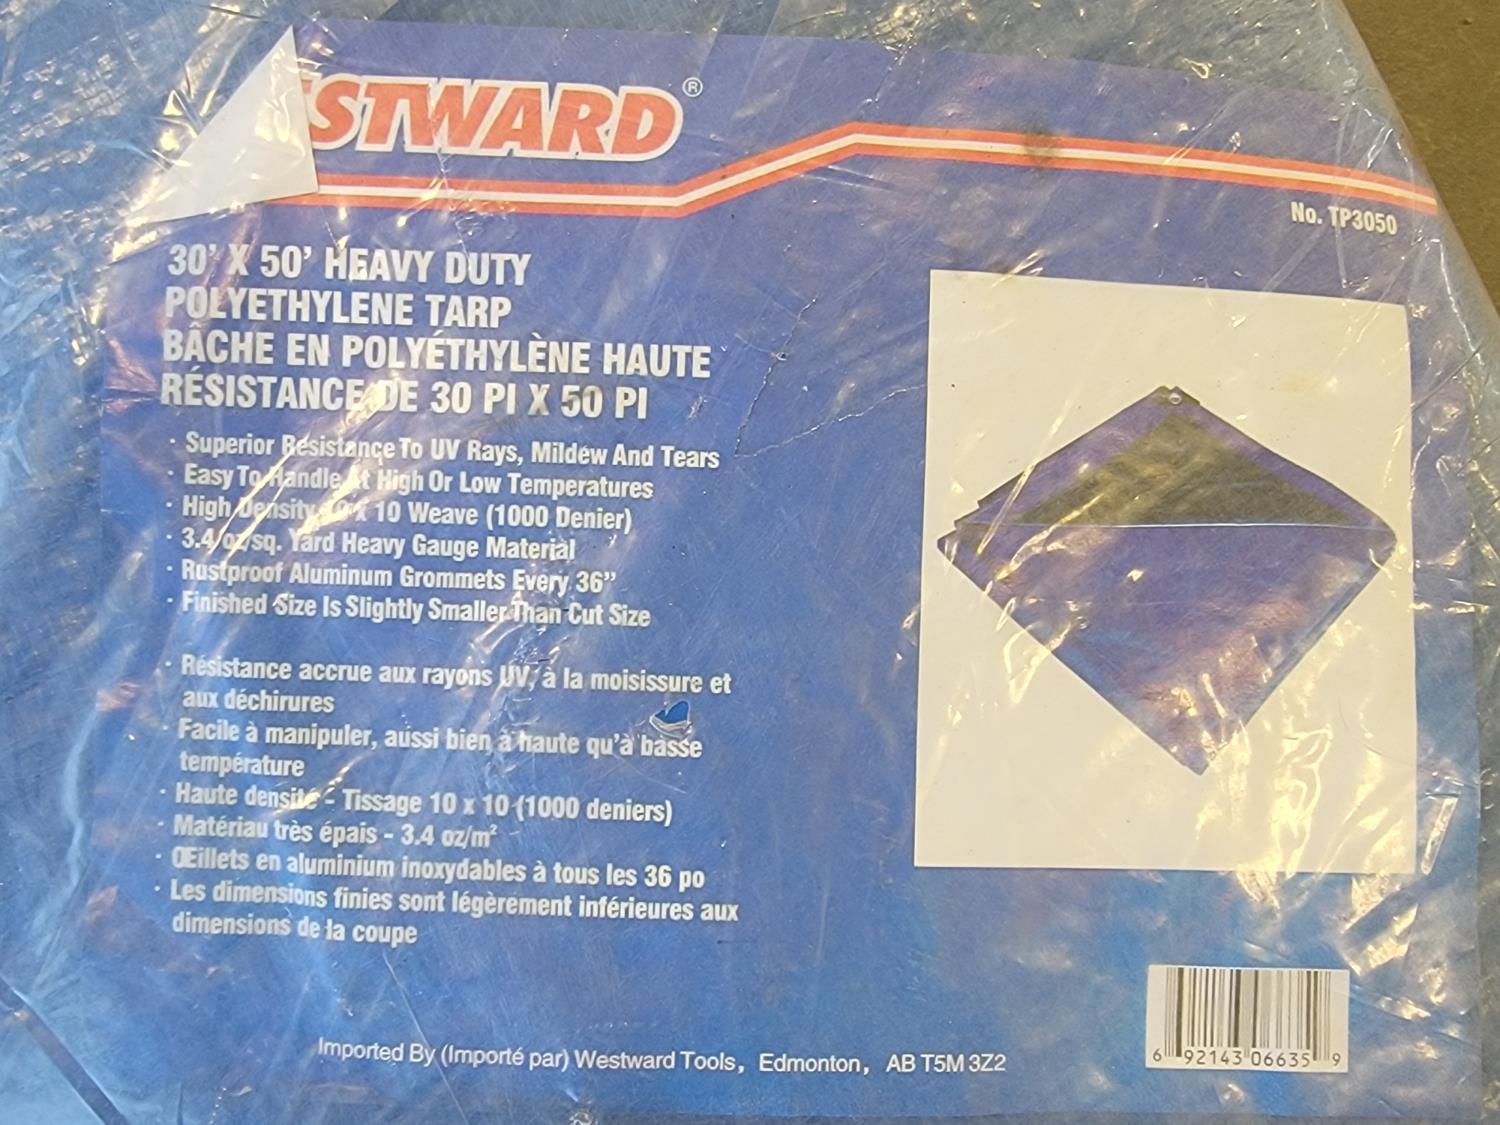 STWARD®
No. TP3050
30' X 50' HEAVY DUTY
POLYETHYLENE TARP
BÂCHE EN POLYÉTHYLÈNE HAUTE
RÉSISTANCE DE 30 PI X 50 PI
· Superior Resistance To UV Rays, Mildew And Tears
· Easy To Handle At High Or Low Temperatures
· High Density 10 x 10 Weave (1000 Denier)
· 3.4 oz/sq. Yard Heavy Gauge Material
· Rustproof Aluminum Grommets Every 36”
· Finished Size Is Slightly Smaller Than Cut Size
· Résistance accrue aux rayons UV, à la moisissure et
aux déchirures
· Facile à manipuler, aussi bien à haute qu'à basse
température
· Haute densité - Tissage 10 x 10 (1000 deniers)
· Matériau très épais - 3.4 oz/m²
· Œillets en aluminium inoxydables à tous les 36 po
· Les dimensions finies sont légèrement inférieures aux
dimensions de la coupe
Imported By (Importé par) Westward Tools, Edmonton, AB T5M 3Z2
6 92143 06635 9